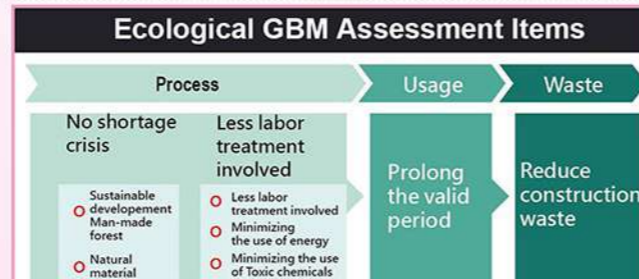 Ecological GBM Assessment Items
Process
Usage
Waste
No shortage
crisis
Sustainable
developement
Man-made
forest
Natural
material
Less labor
treatment
involved
Less labor
treatment involved
Minimizing
the use of energy
Minimizing the use
of Toxic chemicals
Prolong
the valid
period
Reduce
construction
waste